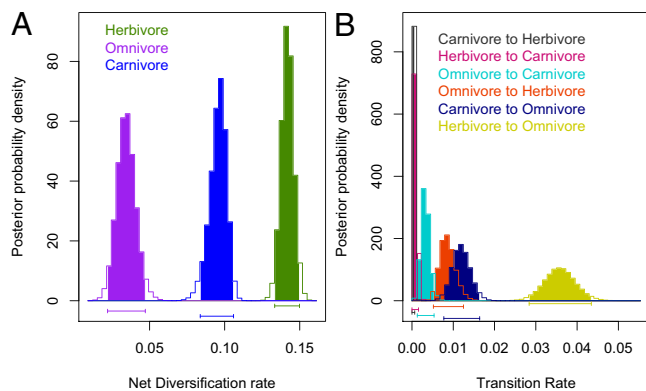 A
Herbivore
Omnivore
Carnivore
Posterior probability density
80
60
40
20
0
0.05
0.10
0.15
Net Diversification rate
B
Carnivore to Herbivore
Herbivore to Carnivore
Omnivore to Carnivore
Omnivore to Herbivore
Carnivore to Omnivore
Herbivore to Omnivore
Posterior probability density
800
600
400
200
0
0.00
0.01
0.02
0.03
0.04
0.05
Transition Rate